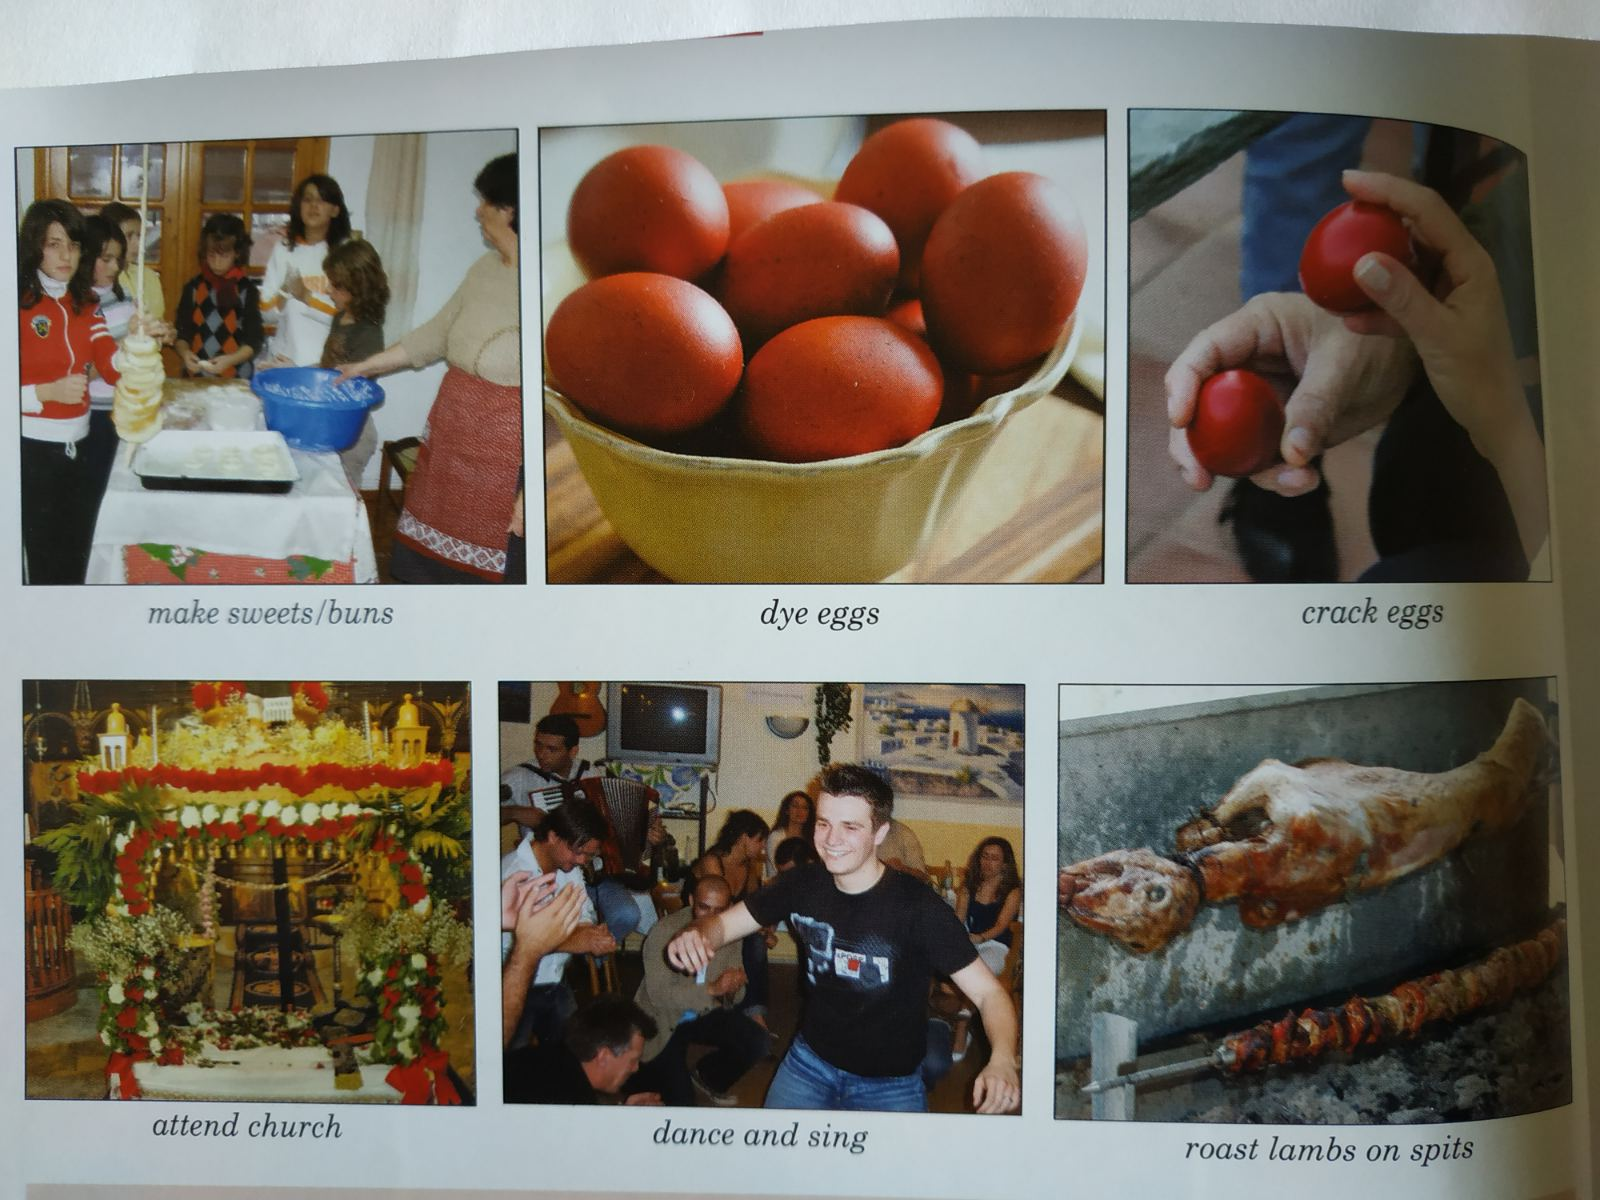 make sweets/buns
dye eggs
crack eggs
attend church
dance and sing
roast lambs on spits